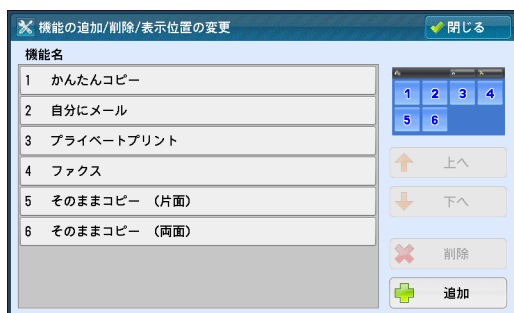 機能の追加/削除/表示位置の変更
閉じる
機能名
1 かんたんコピー
2 自分にメール
3 プライベートプリント
4 ファクス
5 そのままコピー （片面）
6 そのままコピー （両面）
1 2 3 4
5 6
上へ
下へ
削除
追加